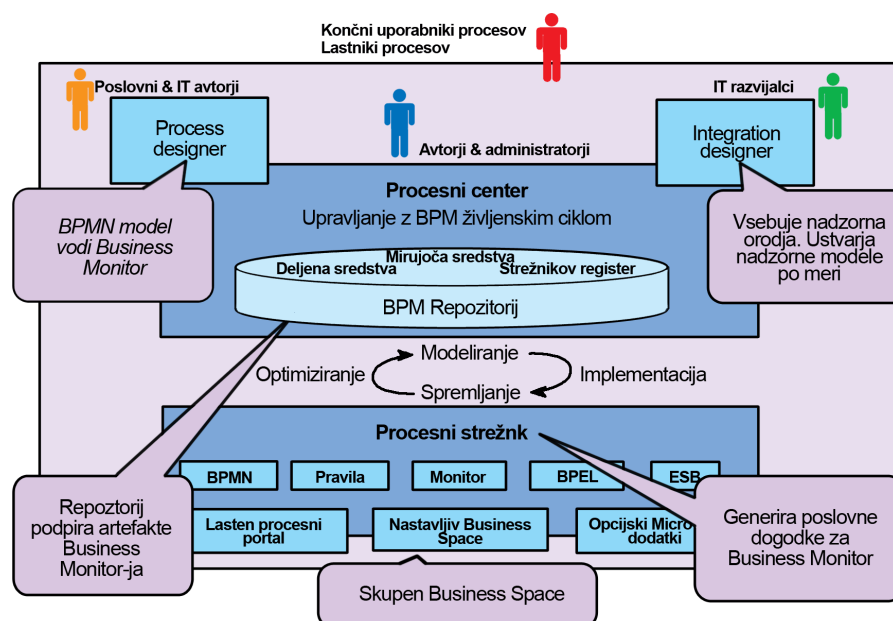 Končni uporabniki procesov
Lastniki procesov
Poslovni & IT avtorji
IT razvijalci
Process
designer
Avtorji & administratorji
Integration
designer
Procesni center
Upravljanje z BPM življenskim ciklom
BPMN model
vodi Business
Monitor
Vsebuje nadzorna
orodja. Ustvarja
nadzorne modele
po meri
Mirujoča sredstva
Deljena sredstva
Strežnikov register
BPM Repozitorij
Modeliranje
Optimiziranje
Implementacija
Spremljanje
Procesni strežnk
BPMN
Pravila
Monitor
BPEL
ESB
Repoztorij
podpira artefakte
Business
Monitor-ja
Lasten procesni
portal
Nastavljiv Business
Space
Opcijski Micro
dodatki
Generira poslovne
dogodke za
Business Monitor
Skupen Business Space